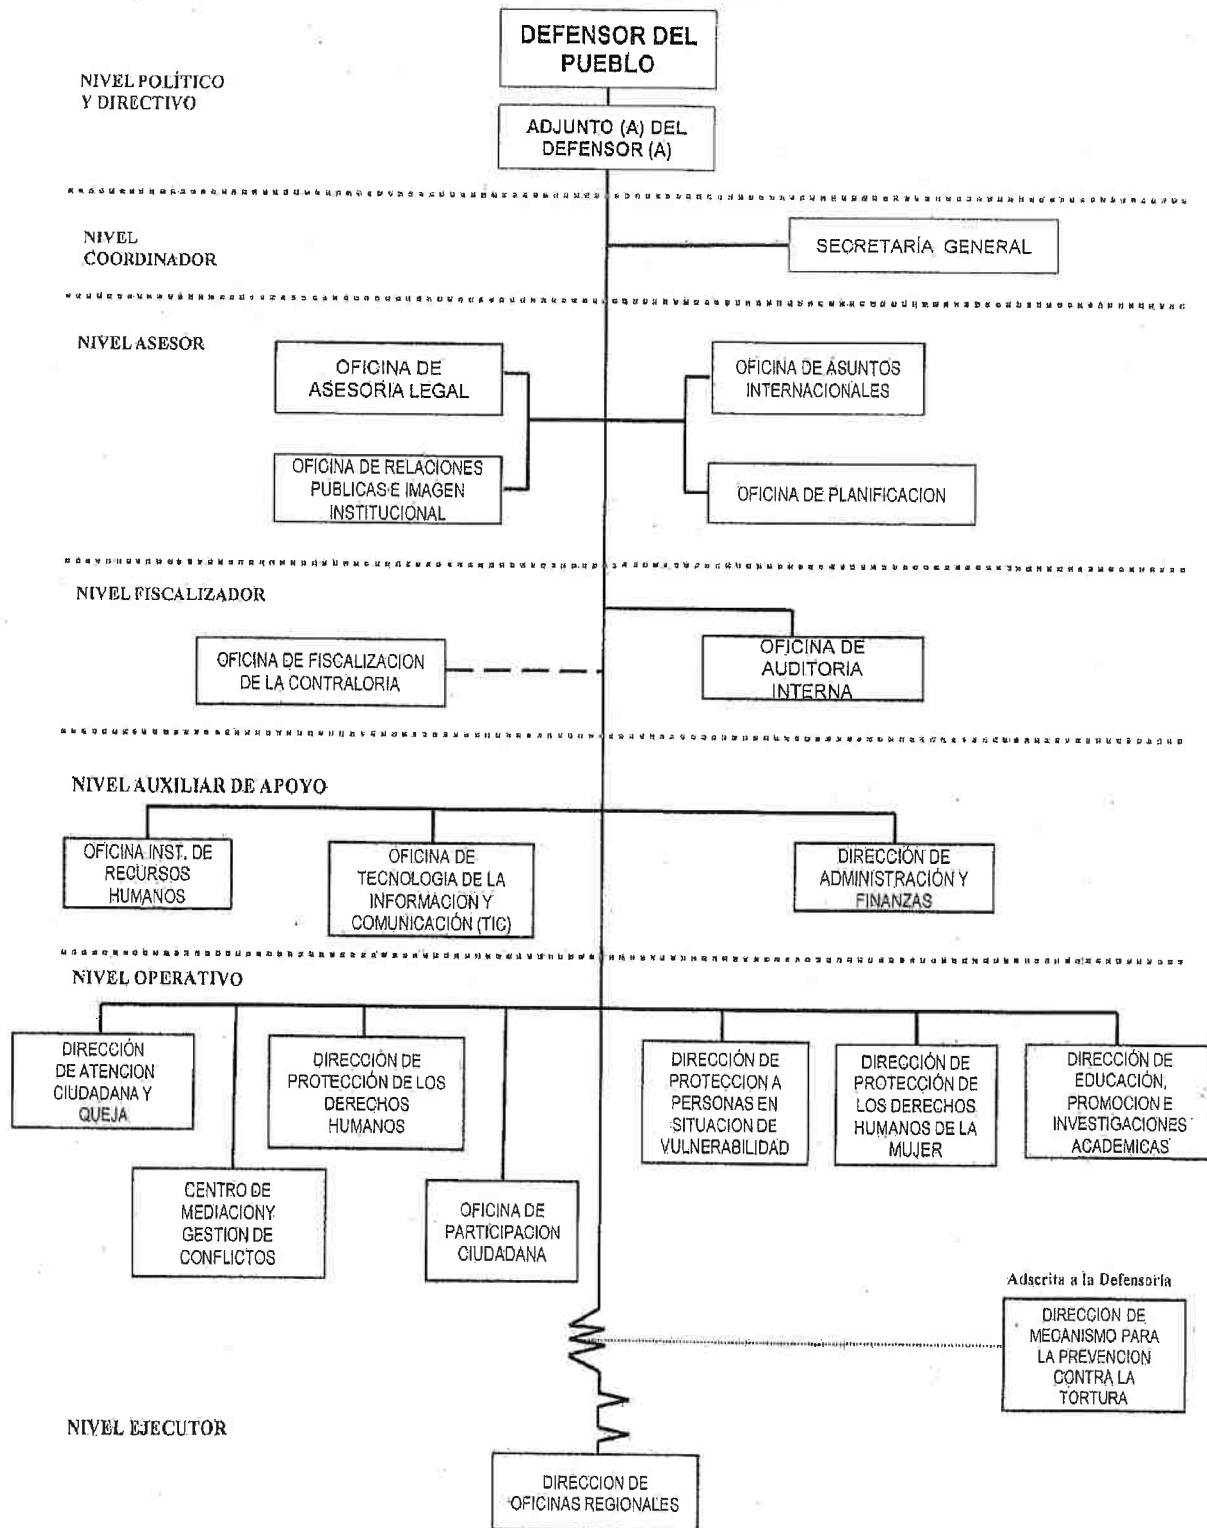 DEFENSOR DEL
PUEBLO
NIVEL POLÍTICO
Y DIRECTIVO
ADJUNTO (A) DEL
DEFENSOR (A)
NIVEL
COORDINADOR
SECRETARÍA GENERAL
NIVEL ASESOR
OFICINA DE
ASESORIA LEGAL
OFICINA DE ASUNTOS
INTERNACIONALES
OFICINA DE RELACIONES
PUBLICAS E IMAGEN
INSTITUCIONAL
OFICINA DE PLANIFICACION
NIVEL FISCALIZADOR
OFICINA DE FISCALIZACION
DE LA CONTRALORIA
OFICINA DE
AUDITORIA
INTERNA
NIVEL AUXILIAR DE APOYO
OFICINA INST. DE
RECURSOS
HUMANOS
OFICINA DE
TECNOLOGIA DE LA
INFORMACION Y
COMUNICACIÓN (TIC)
DIRECCIÓN DE
ADMINISTRACIÓN Y
FINANZAS
NIVEL OPERATIVO
DIRECCIÓN
DE ATENCION
CIUDADANA Y
QUEJA
DIRECCIÓN DE
PROTECCIÓN DE LOS
DERECHOS
HUMANOS
DIRECCIÓN DE
PROTECCION A
PERSONAS EN
SITUACION DE
VULNERABILIDAD
DIRECCIÓN DE
PROTECCIÓN DE
LOS DERECHOS
HUMANOS DE LA
MUJER
DIRECCIÓN DE
EDUCACIÓN,
PROMOCION E
INVESTIGACIONES
ACADEMICAS
CENTRO DE
MEDIACIONY
GESTION DE
CONFLICTOS
OFICINA DE
PARTICIPACION
CIUDADANA
Adscrita a la Defensoría
DIRECCION DE
MECANISMO PARA
LA PREVENCION
CONTRA LA
TORTURA
NIVEL EJECUTOR
DIRECCION DE
OFICINAS REGIONALES